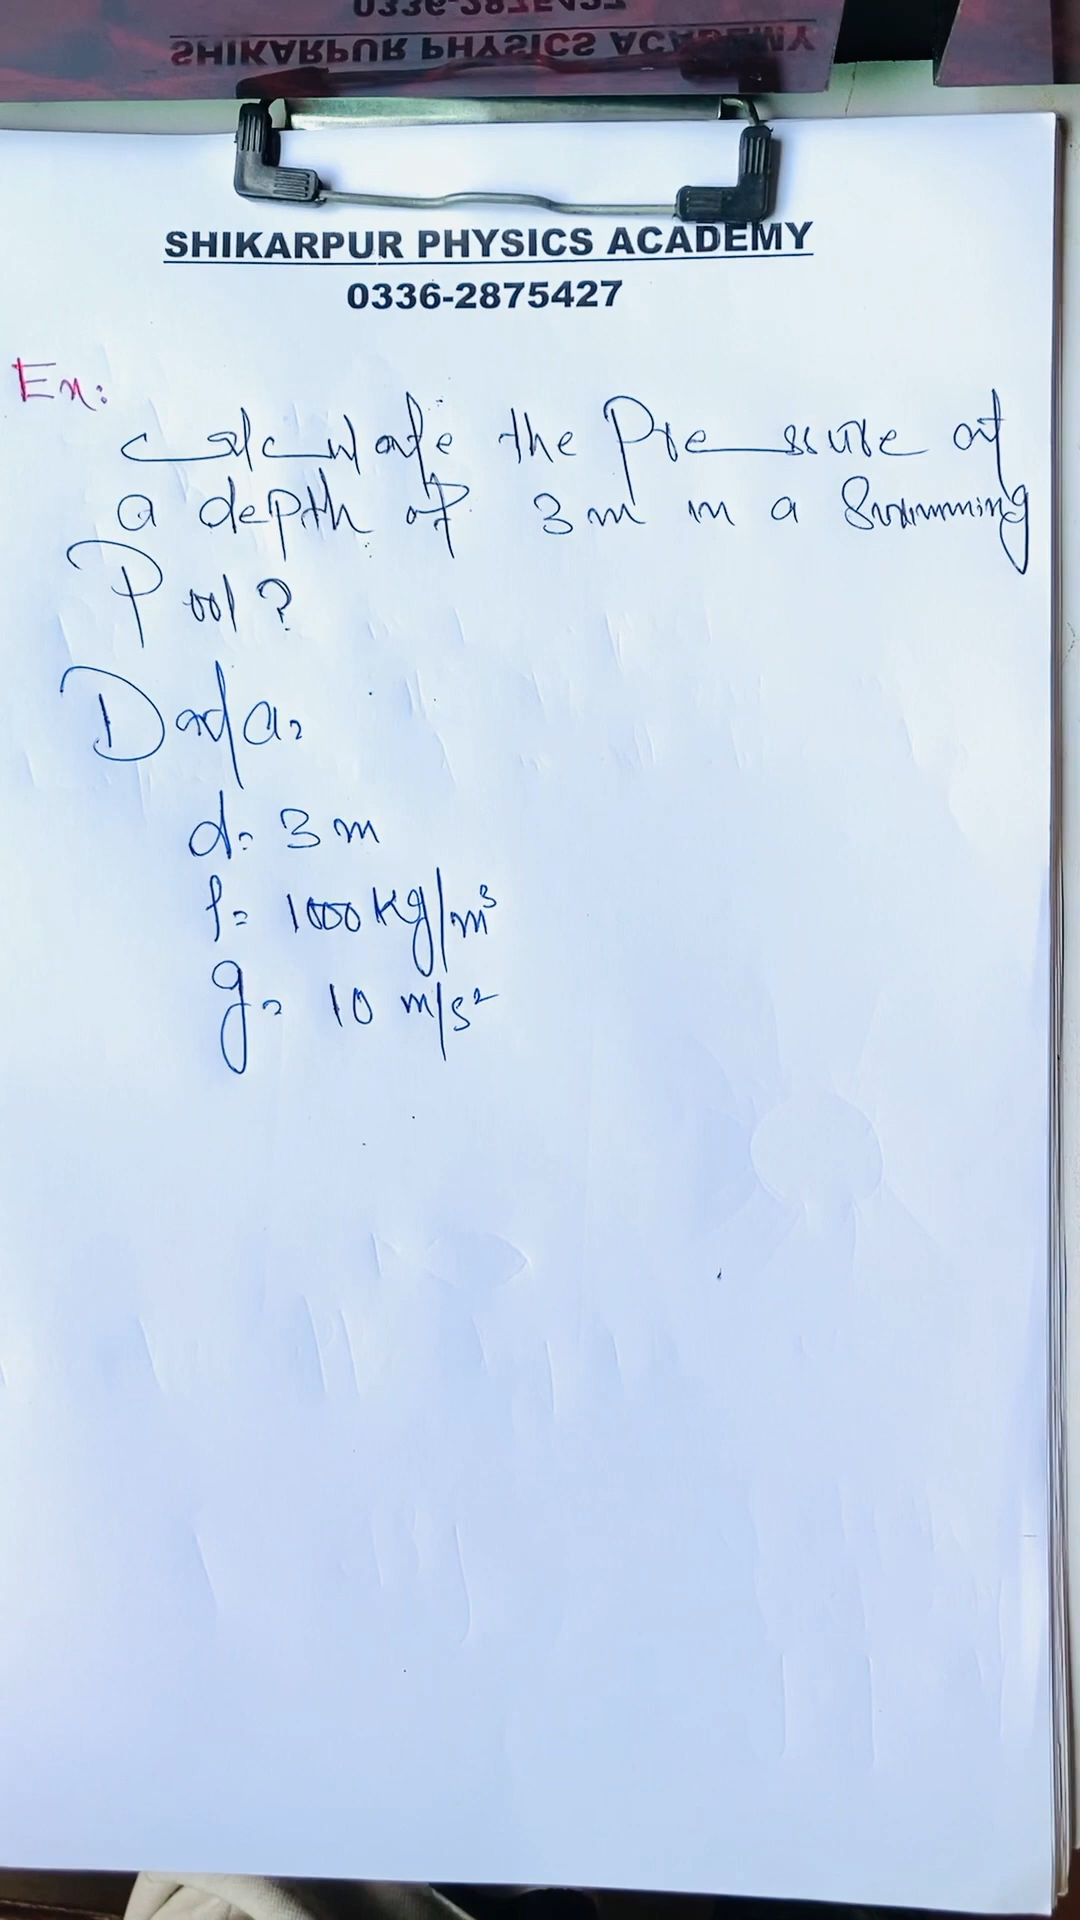 0336-2875427
SHIKARPUR PHYSICS ACADEMY
SHIKARPUR PHYSICS ACADEMY
0336-2875427
Ex:
calculate the Pressure at
a depth of 3m in a Swimming
Pool?
Data=
d= 3m
ρ= 1000 kg/m³
g= 10 m/s²